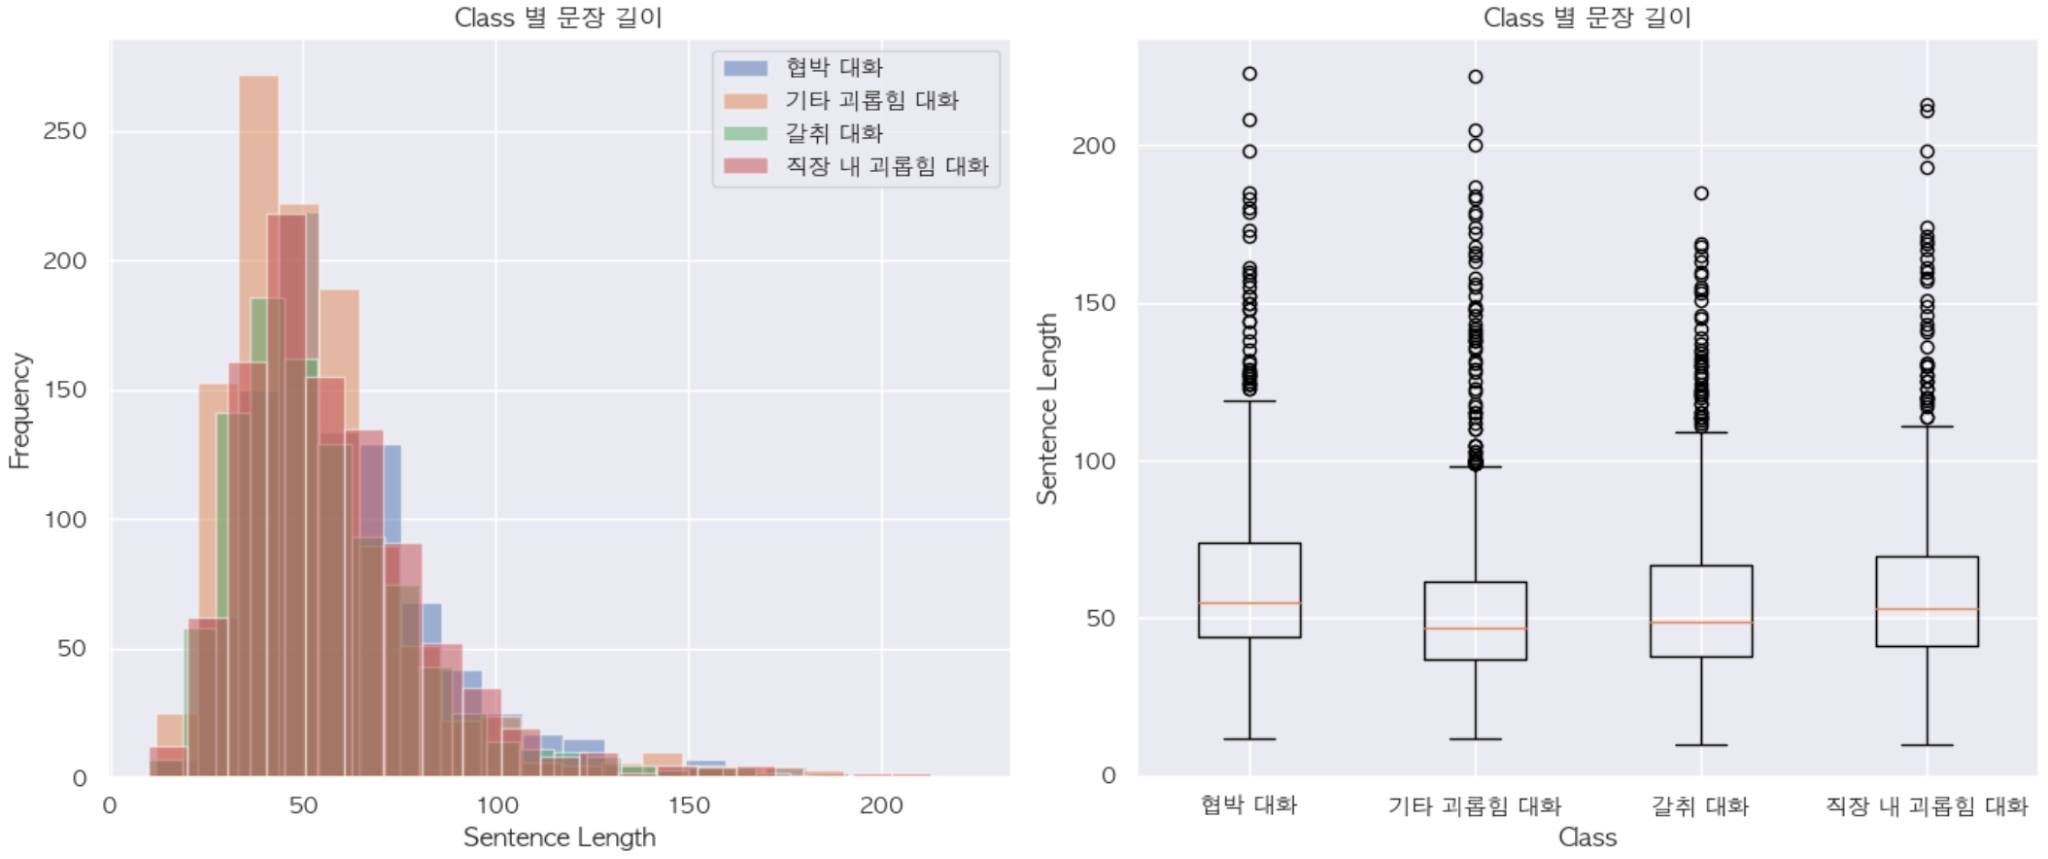 Class 별 문장 길이
협박 대화
기타 괴롭힘 대화
갈취 대화
직장 내 괴롭힘 대화
250
200
150
100
50
0
Frequency
0 50 100 150 200
Sentence Length
Class 별 문장 길이
200
150
100
50
0
Sentence Length
협박 대화 기타 괴롭힘 대화 갈취 대화 직장 내 괴롭힘 대화
Class